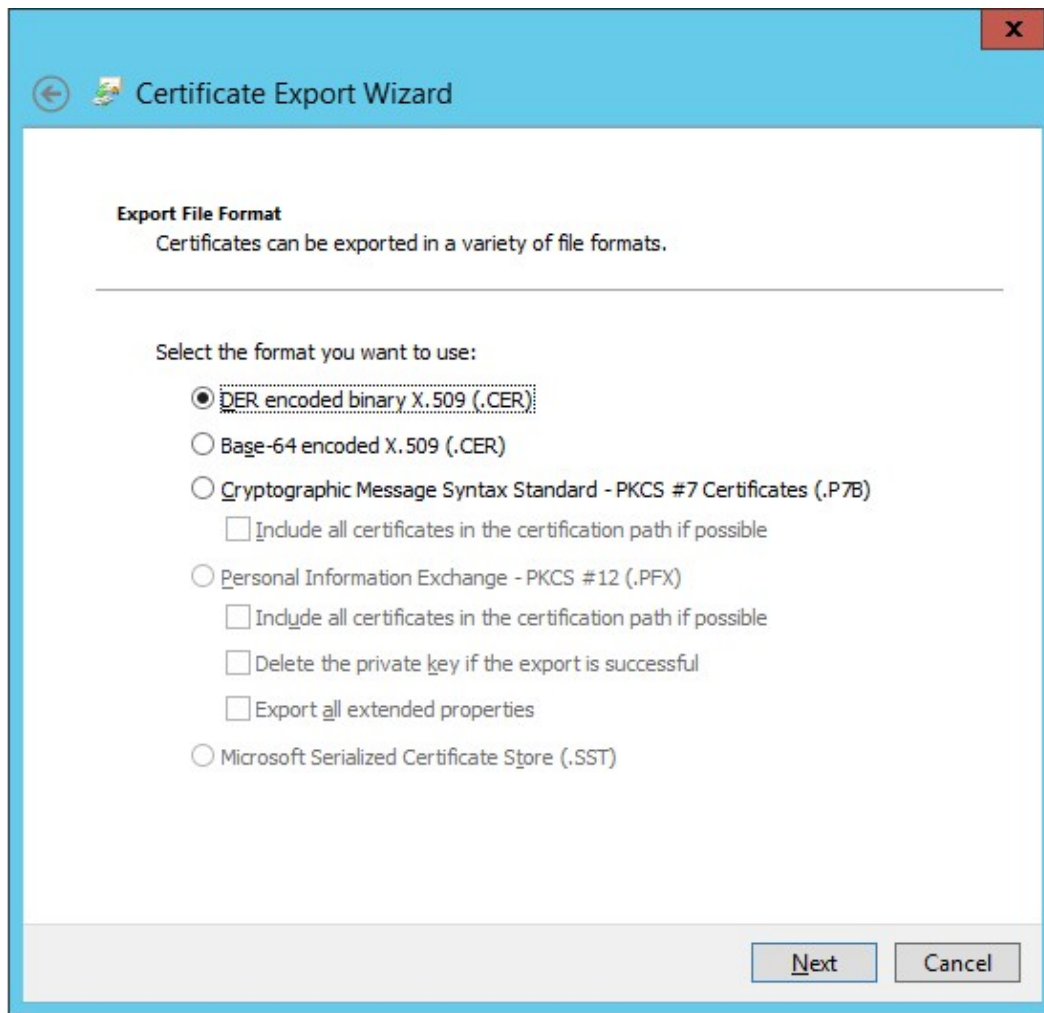 x
Certificate Export Wizard
Export File Format
Certificates can be exported in a variety of file formats.
Select the format you want to use:
DER encoded binary X.509 (.CER)
Base-64 encoded X.509 (.CER)
Cryptographic Message Syntax Standard - PKCS #7 Certificates (.P7B)
Include all certificates in the certification path if possible
Personal Information Exchange - PKCS #12 (.PFX)
Include all certificates in the certification path if possible
Delete the private key if the export is successful
Export all extended properties
Microsoft Serialized Certificate Store (.SST)
Next Cancel